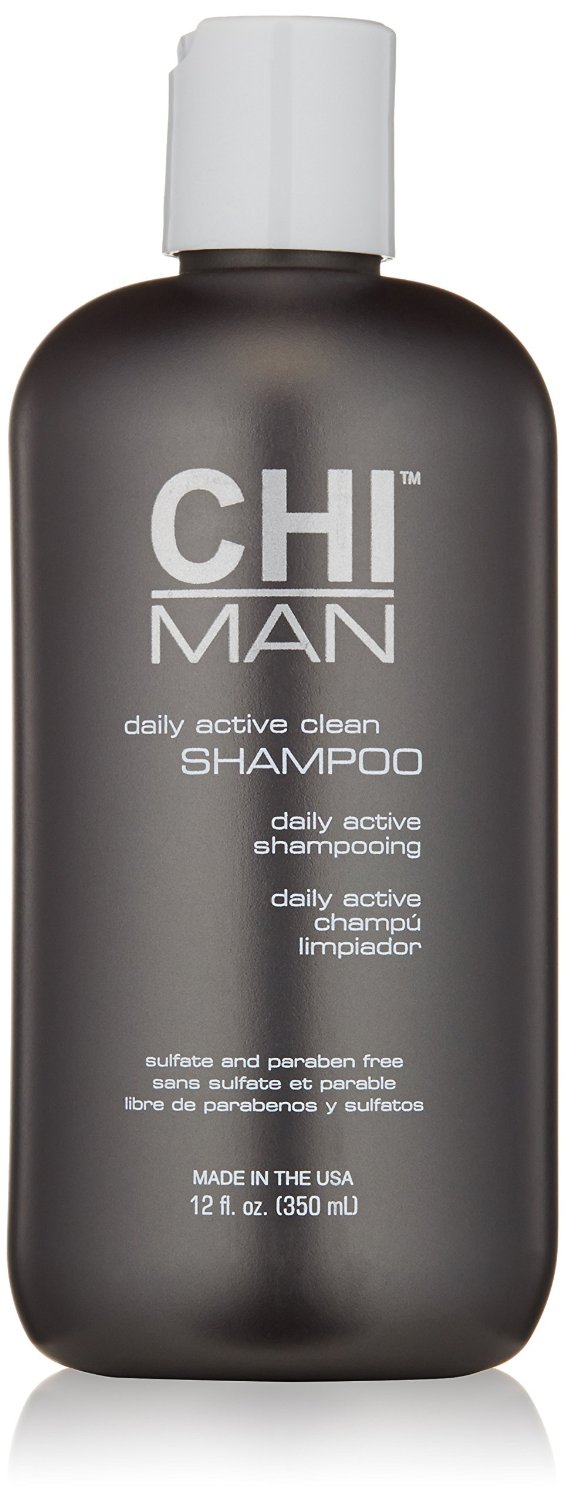 CHI™
MAN
daily active clean
SHAMPOO
daily active
shampooing
daily active
champú
limpiador
sulfate and paraben free
sans sulfate et parable
libre de parabenos y sulfatos
MADE IN THE USA
12 fl. oz. (350 mL)